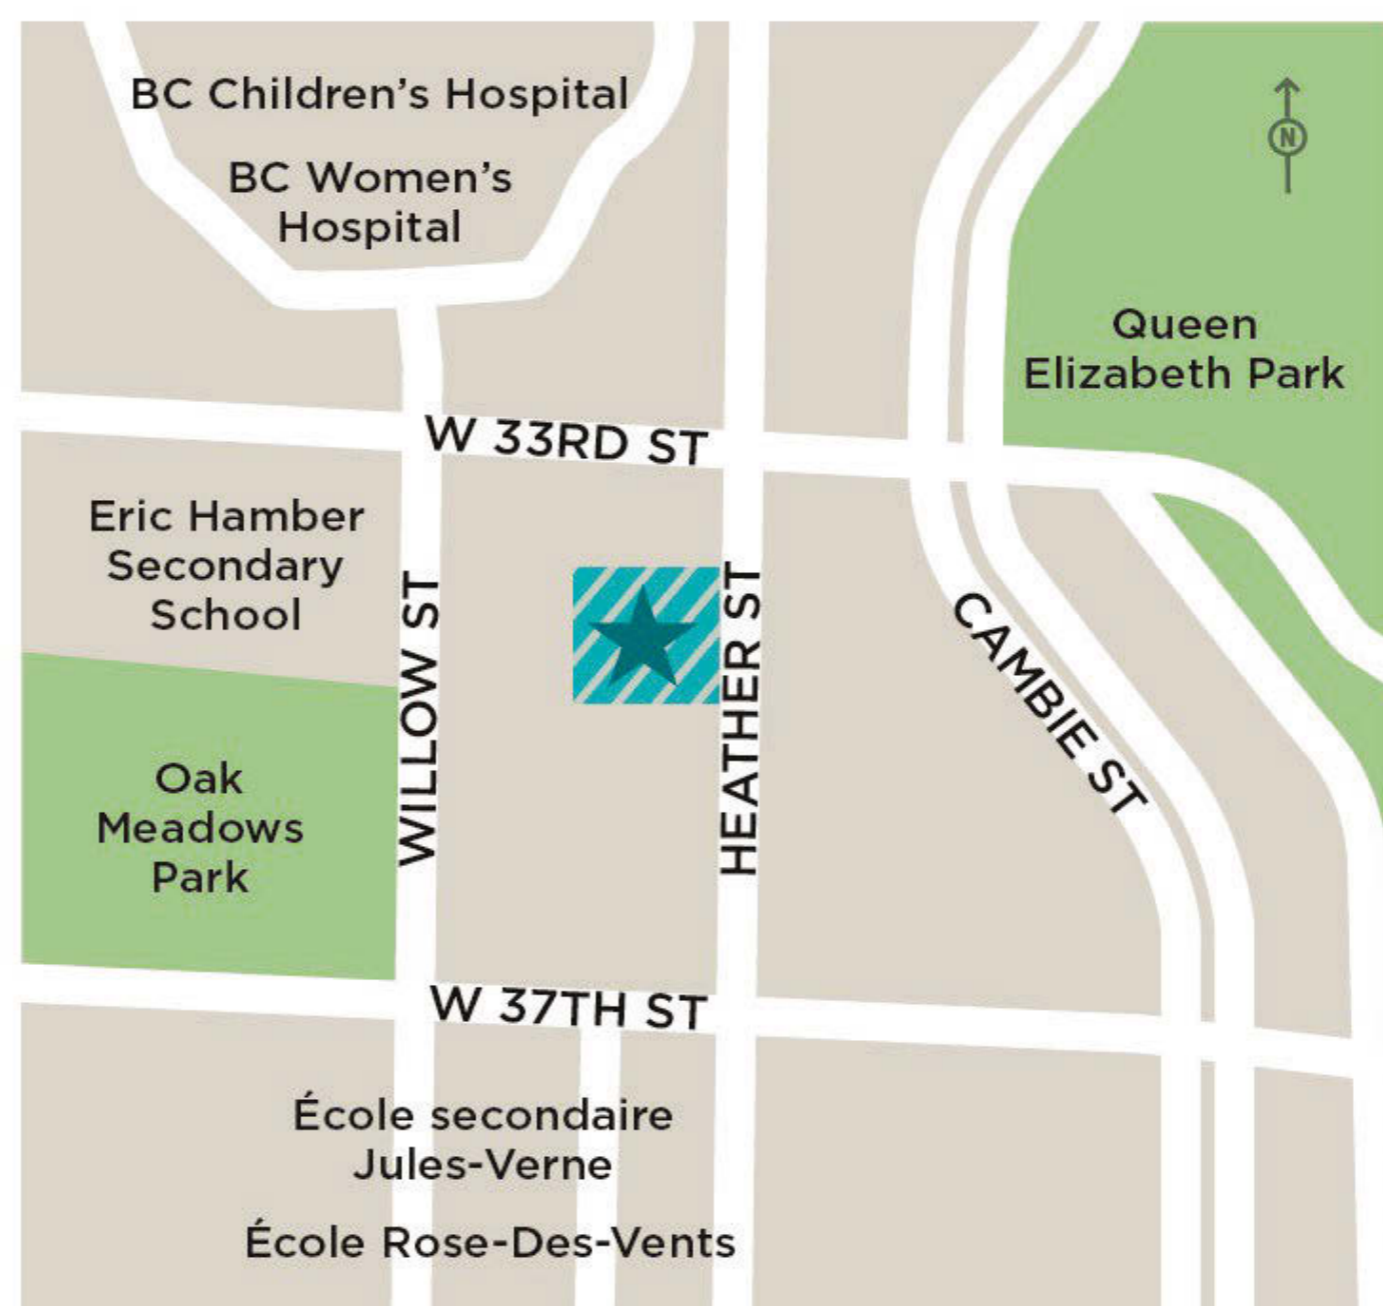 BC Children’s Hospital
BC Women’s
Hospital
N
Queen
Elizabeth Park
W 33RD ST
Eric Hamber
Secondary
School
WILLOW ST
HEATHER ST
CAMBIE ST
Oak
Meadows
Park
W 37TH ST
École secondaire
Jules-Verne
École Rose-Des-Vents